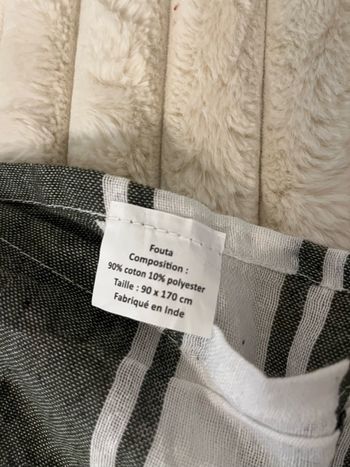 Fouta
Composition :
90% coton 10% polyester
Taille : 90 x 170 cm
Fabriqué en Inde